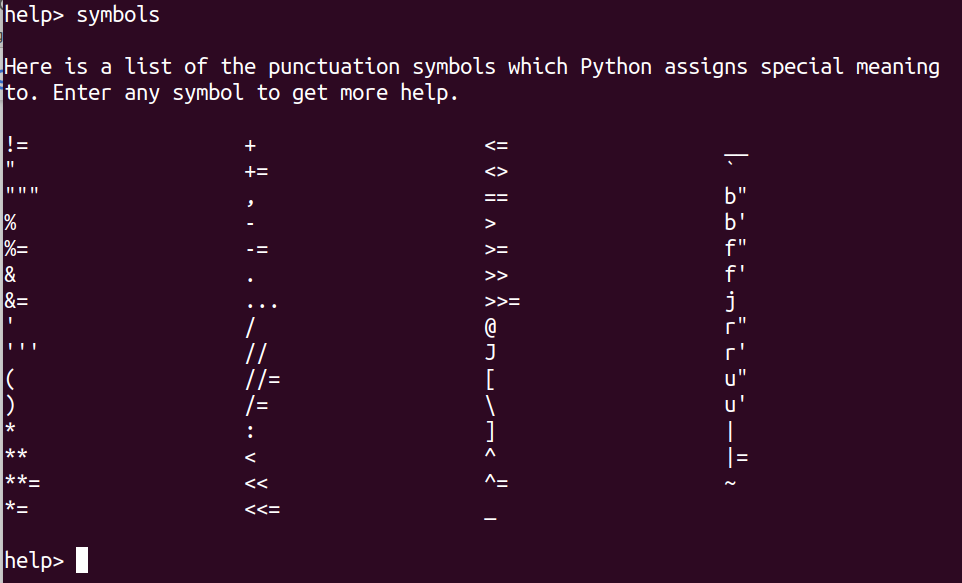 help> symbols
Here is a list of the punctuation symbols which Python assigns special meaning
to. Enter any symbol to get more help.
!= + <= __
" += <> `
""" , == b"
% - > b'
%= -= >= f"
& . >> f'
&= ... >>= j
' / @ r"
''' // J r'
( //= [ u"
) /= \ u'
* : ] |
** < ^ |=
**= << ^= ~
*= <<= _
help>